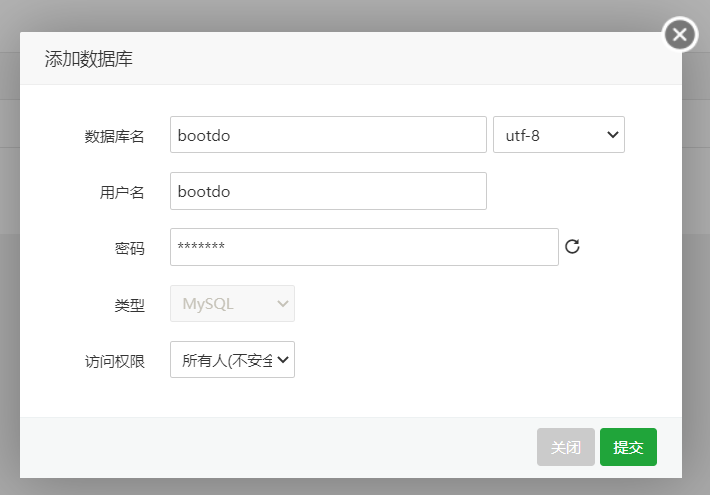 添加数据库
数据库名 bootdo utf-8
用户名 bootdo
密码 *******
类型 MySQL
访问权限 所有人(不安全
关闭 提交